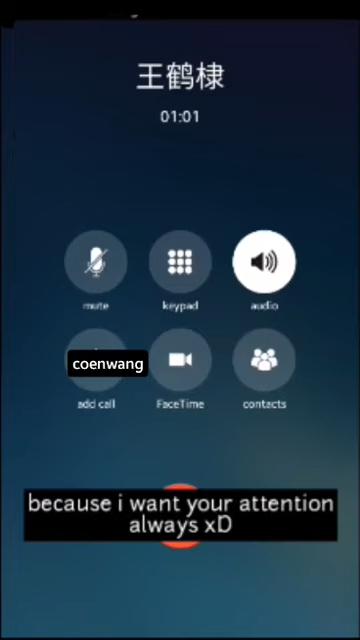 王鹤棣
01:01
mute
keypad
audio
coenwang
add call
FaceTime
contacts
because i want your attention
always xD